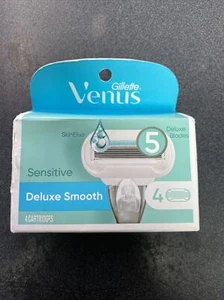 Gillette
Venus
SkinElixir
5
Deluxe
Blades
Sensitive
Deluxe Smooth
4
4 CARTRIDGES